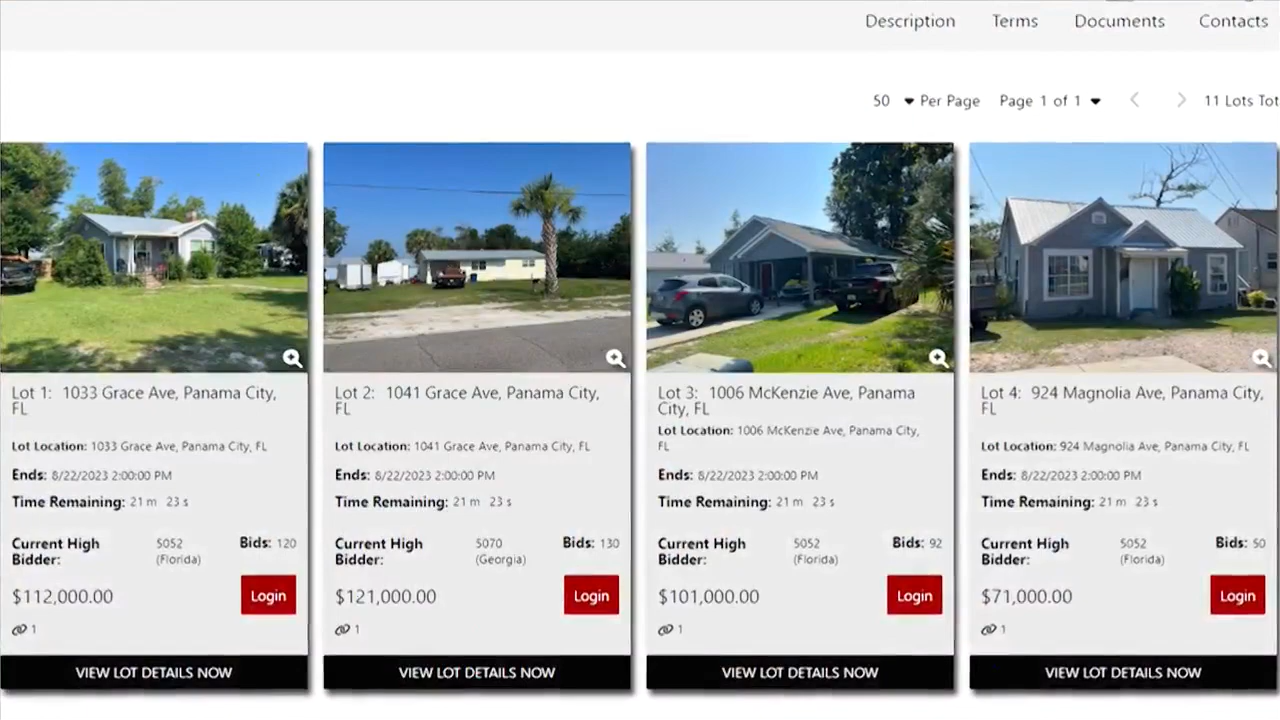 Description Terms Documents Contacts
50 Per Page Page 1 of 1 11 Lots Tot
Lot 1: 1033 Grace Ave, Panama City,
FL
Lot Location: 1033 Grace Ave, Panama City, FL
Ends: 8/22/2023 2:00:00 PM
Time Remaining: 21 m 23 s
Current High
Bidder:
5052
(Florida)
Bids: 120
$112,000.00
Login
1
VIEW LOT DETAILS NOW
Lot 2: 1041 Grace Ave, Panama City,
FL
Lot Location: 1041 Grace Ave, Panama City, FL
Ends: 8/22/2023 2:00:00 PM
Time Remaining: 21 m 23 s
Current High
Bidder:
5070
(Georgia)
Bids: 130
$121,000.00
Login
1
VIEW LOT DETAILS NOW
Lot 3: 1006 McKenzie Ave, Panama
City, FL
Lot Location: 1006 McKenzie Ave, Panama City,
FL
Ends: 8/22/2023 2:00:00 PM
Time Remaining: 21 m 23 s
Current High
Bidder:
5052
(Florida)
Bids: 92
$101,000.00
Login
1
VIEW LOT DETAILS NOW
Lot 4: 924 Magnolia Ave, Panama City,
FL
Lot Location: 924 Magnolia Ave, Panama City, FL
Ends: 8/22/2023 2:00:00 PM
Time Remaining: 21 m 23 s
Current High
Bidder:
5052
(Florida)
Bids: 50
$71,000.00
Login
1
VIEW LOT DETAILS NOW